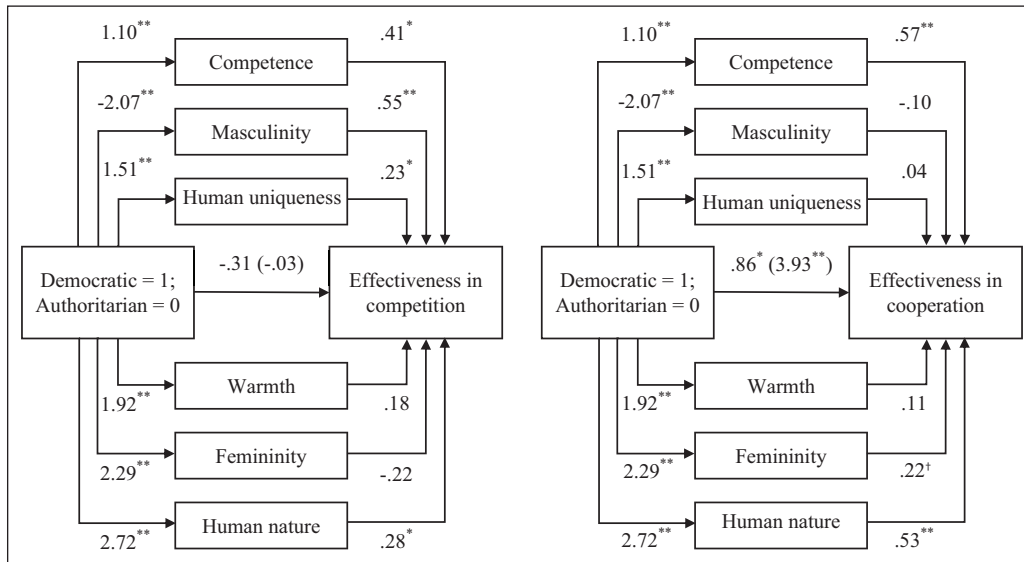 1.10**
Competence
.41*
-2.07**
Masculinity
.55**
1.51**
Human uniqueness
.23*
Democratic = 1;
Authoritarian = 0
-.31 (-.03)
Effectiveness in
competition
1.92**
Warmth
.18
2.29**
Femininity
-.22
2.72**
Human nature
.28*
1.10**
Competence
.57**
-2.07**
Masculinity
-.10
1.51**
Human uniqueness
.04
Democratic = 1;
Authoritarian = 0
.86* (3.93**)
Effectiveness in
cooperation
1.92**
Warmth
.11
2.29**
Femininity
.22†
2.72**
Human nature
.53**